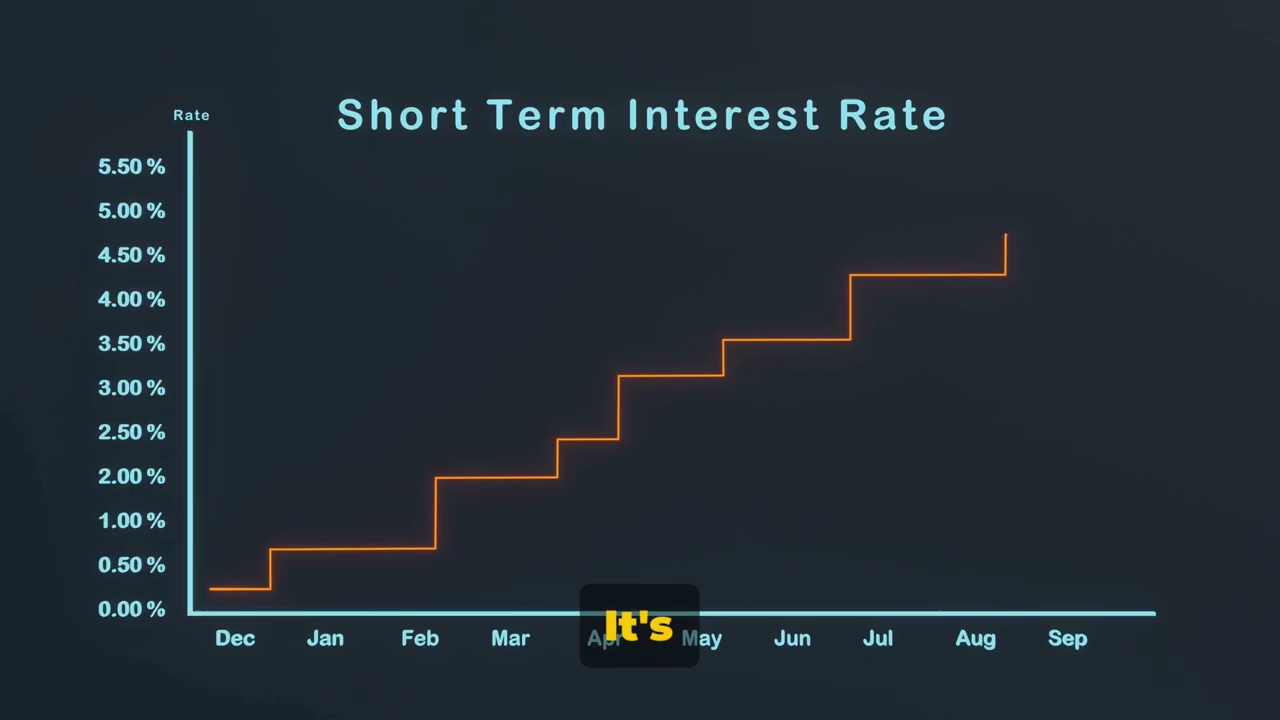 Short Term Interest Rate
Rate
5.50 %
5.00 %
4.50 %
4.00 %
3.50 %
3.00 %
2.50 %
2.00 %
1.00 %
0.50 %
0.00 %
Dec Jan Feb Mar Apr May Jun Jul Aug Sep
It's